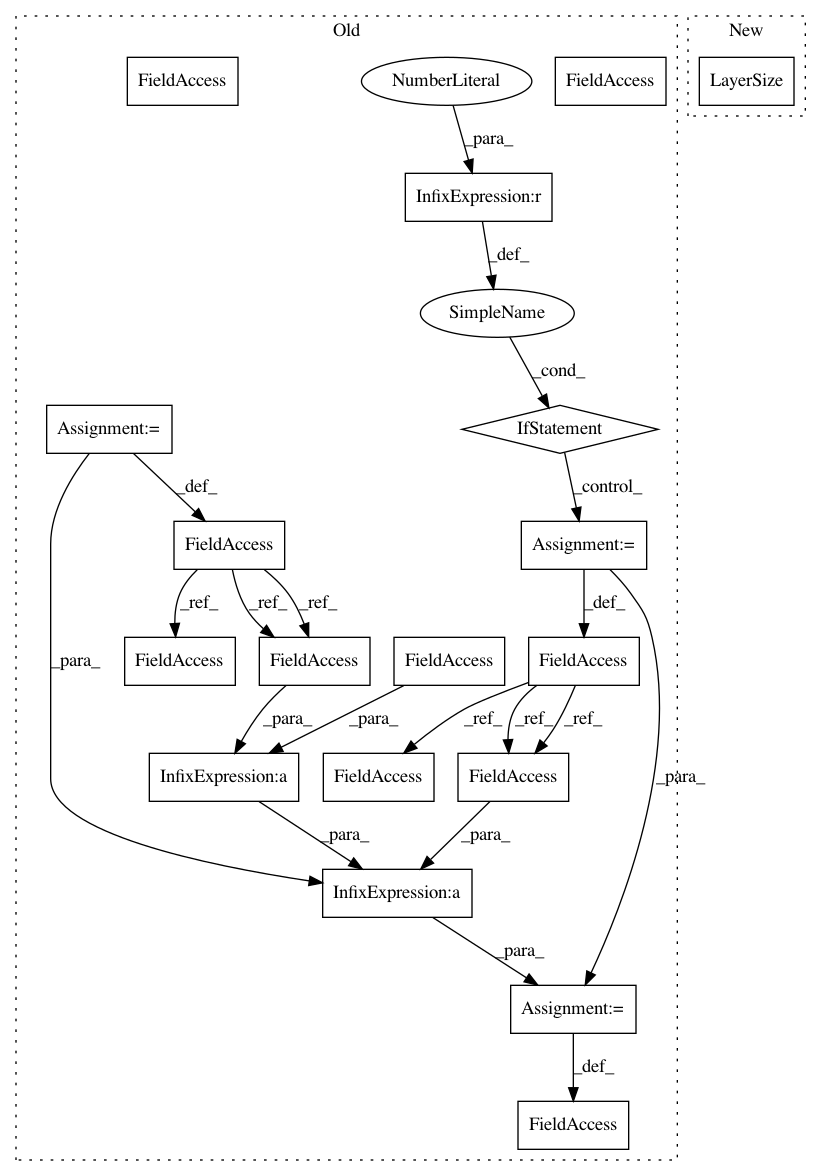 Old
New
FieldAccess
NumberLiteral
FieldAccess
LayerSize
_para_
InfixExpression:r
_def_
SimpleName
_cond_
Assignment:=
IfStatement
_def_
_control_
FieldAccess
Assignment:=
_ref_
_ref_
_ref_
_def_
_para_
FieldAccess
FieldAccess
FieldAccess
FieldAccess
_para_
_para_
_ref_
_ref_
_ref_
InfixExpression:a
FieldAccess
FieldAccess
_para_
_para_
_para_
InfixExpression:a
_para_
Assignment:=
_def_
FieldAccess